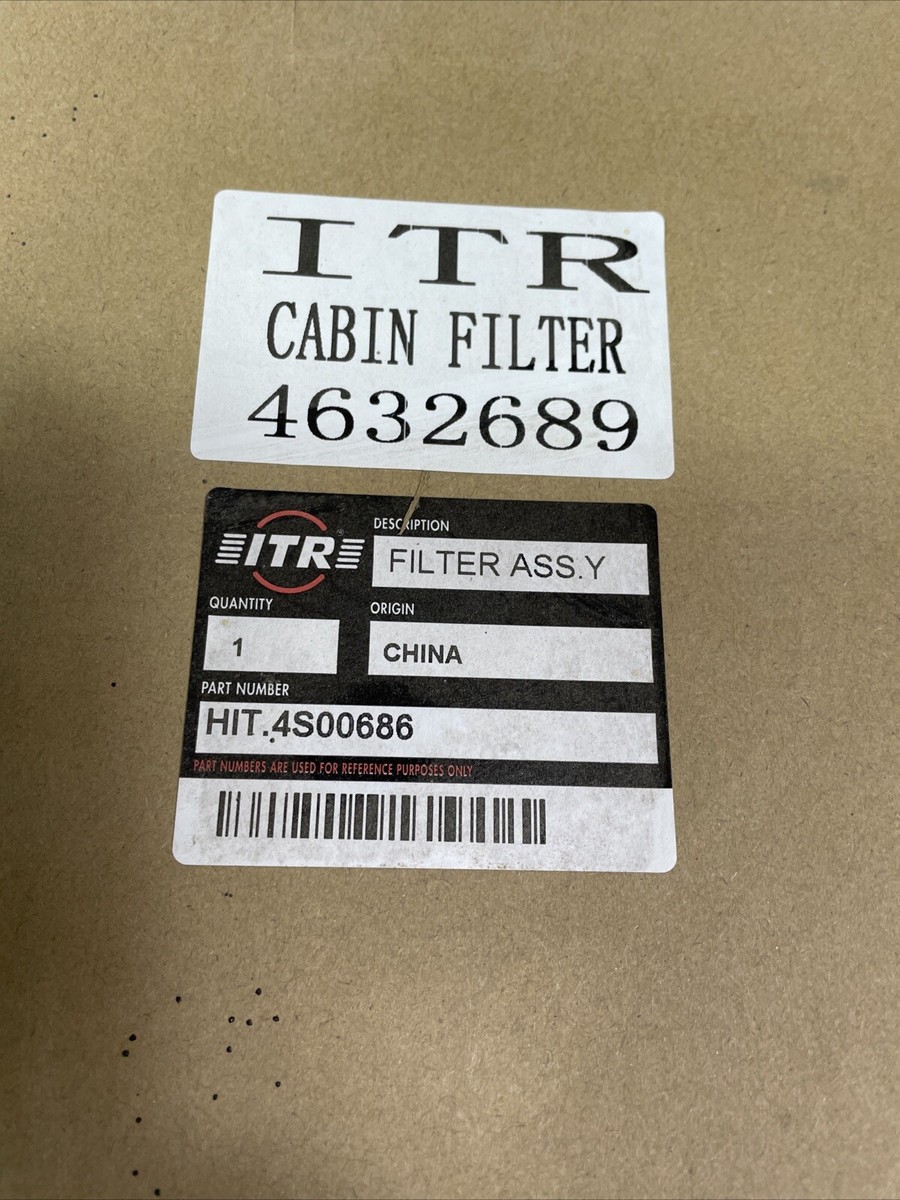 ITR
CABIN FILTER
4632689
ITR®
DESCRIPTION
FILTER ASS.Y
QUANTITY
1
ORIGIN
CHINA
PART NUMBER
HIT.4S00686
PART NUMBERS ARE USED FOR REFERENCE PURPOSES ONLY